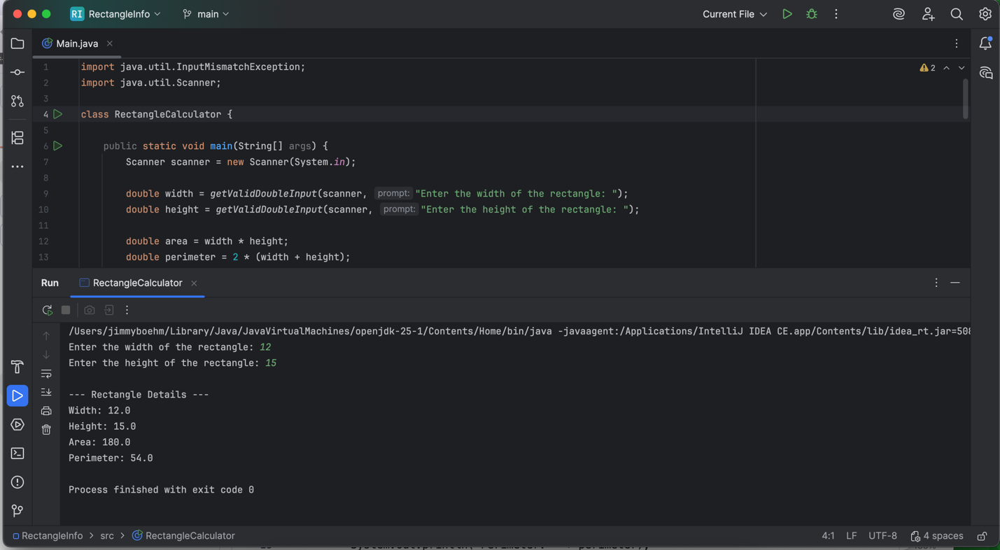 RI RectangleInfo main Current File
Main.java
2
1 import java.util.InputMismatchException;
2 import java.util.Scanner;
3
4 class RectangleCalculator {
5
6 public static void main(String[] args) {
7 Scanner scanner = new Scanner(System.in);
8
9 double width = getValidDoubleInput(scanner, prompt: "Enter the width of the rectangle: ");
10 double height = getValidDoubleInput(scanner, prompt: "Enter the height of the rectangle: ");
11
12 double area = width * height;
13 double perimeter = 2 * (width + height);
Run RectangleCalculator
/Users/jimmyboehm/Library/Java/JavaVirtualMachines/openjdk-25-1/Contents/Home/bin/java -javaagent:/Applications/IntelliJ IDEA CE.app/Contents/lib/idea_rt.jar=508
Enter the width of the rectangle: 12
Enter the height of the rectangle: 15
--- Rectangle Details ---
Width: 12.0
Height: 15.0
Area: 180.0
Perimeter: 54.0
Process finished with exit code 0
RectangleInfo > src > RectangleCalculator 4:1 LF UTF-8 4 spaces